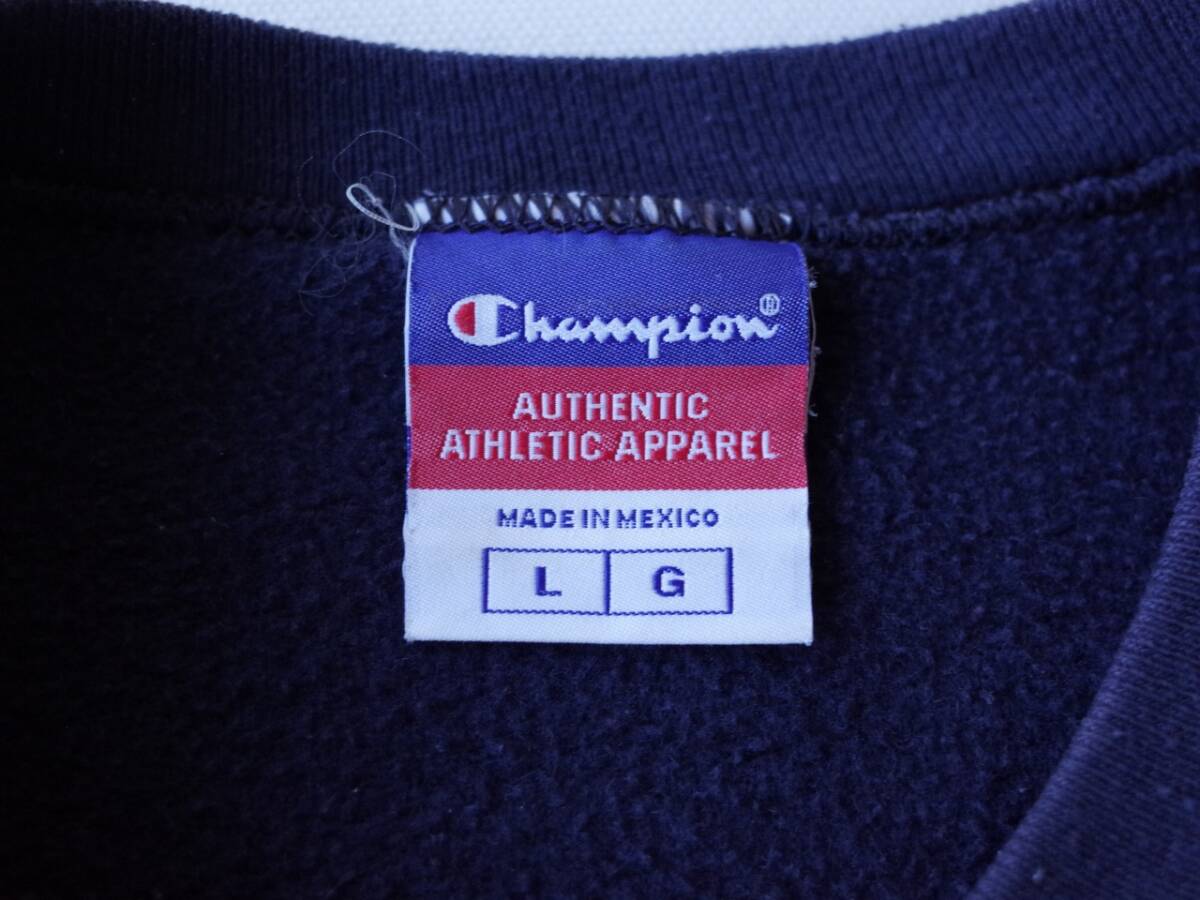 Champion®
AUTHENTIC
ATHLETIC APPAREL
MADE IN MEXICO
L G